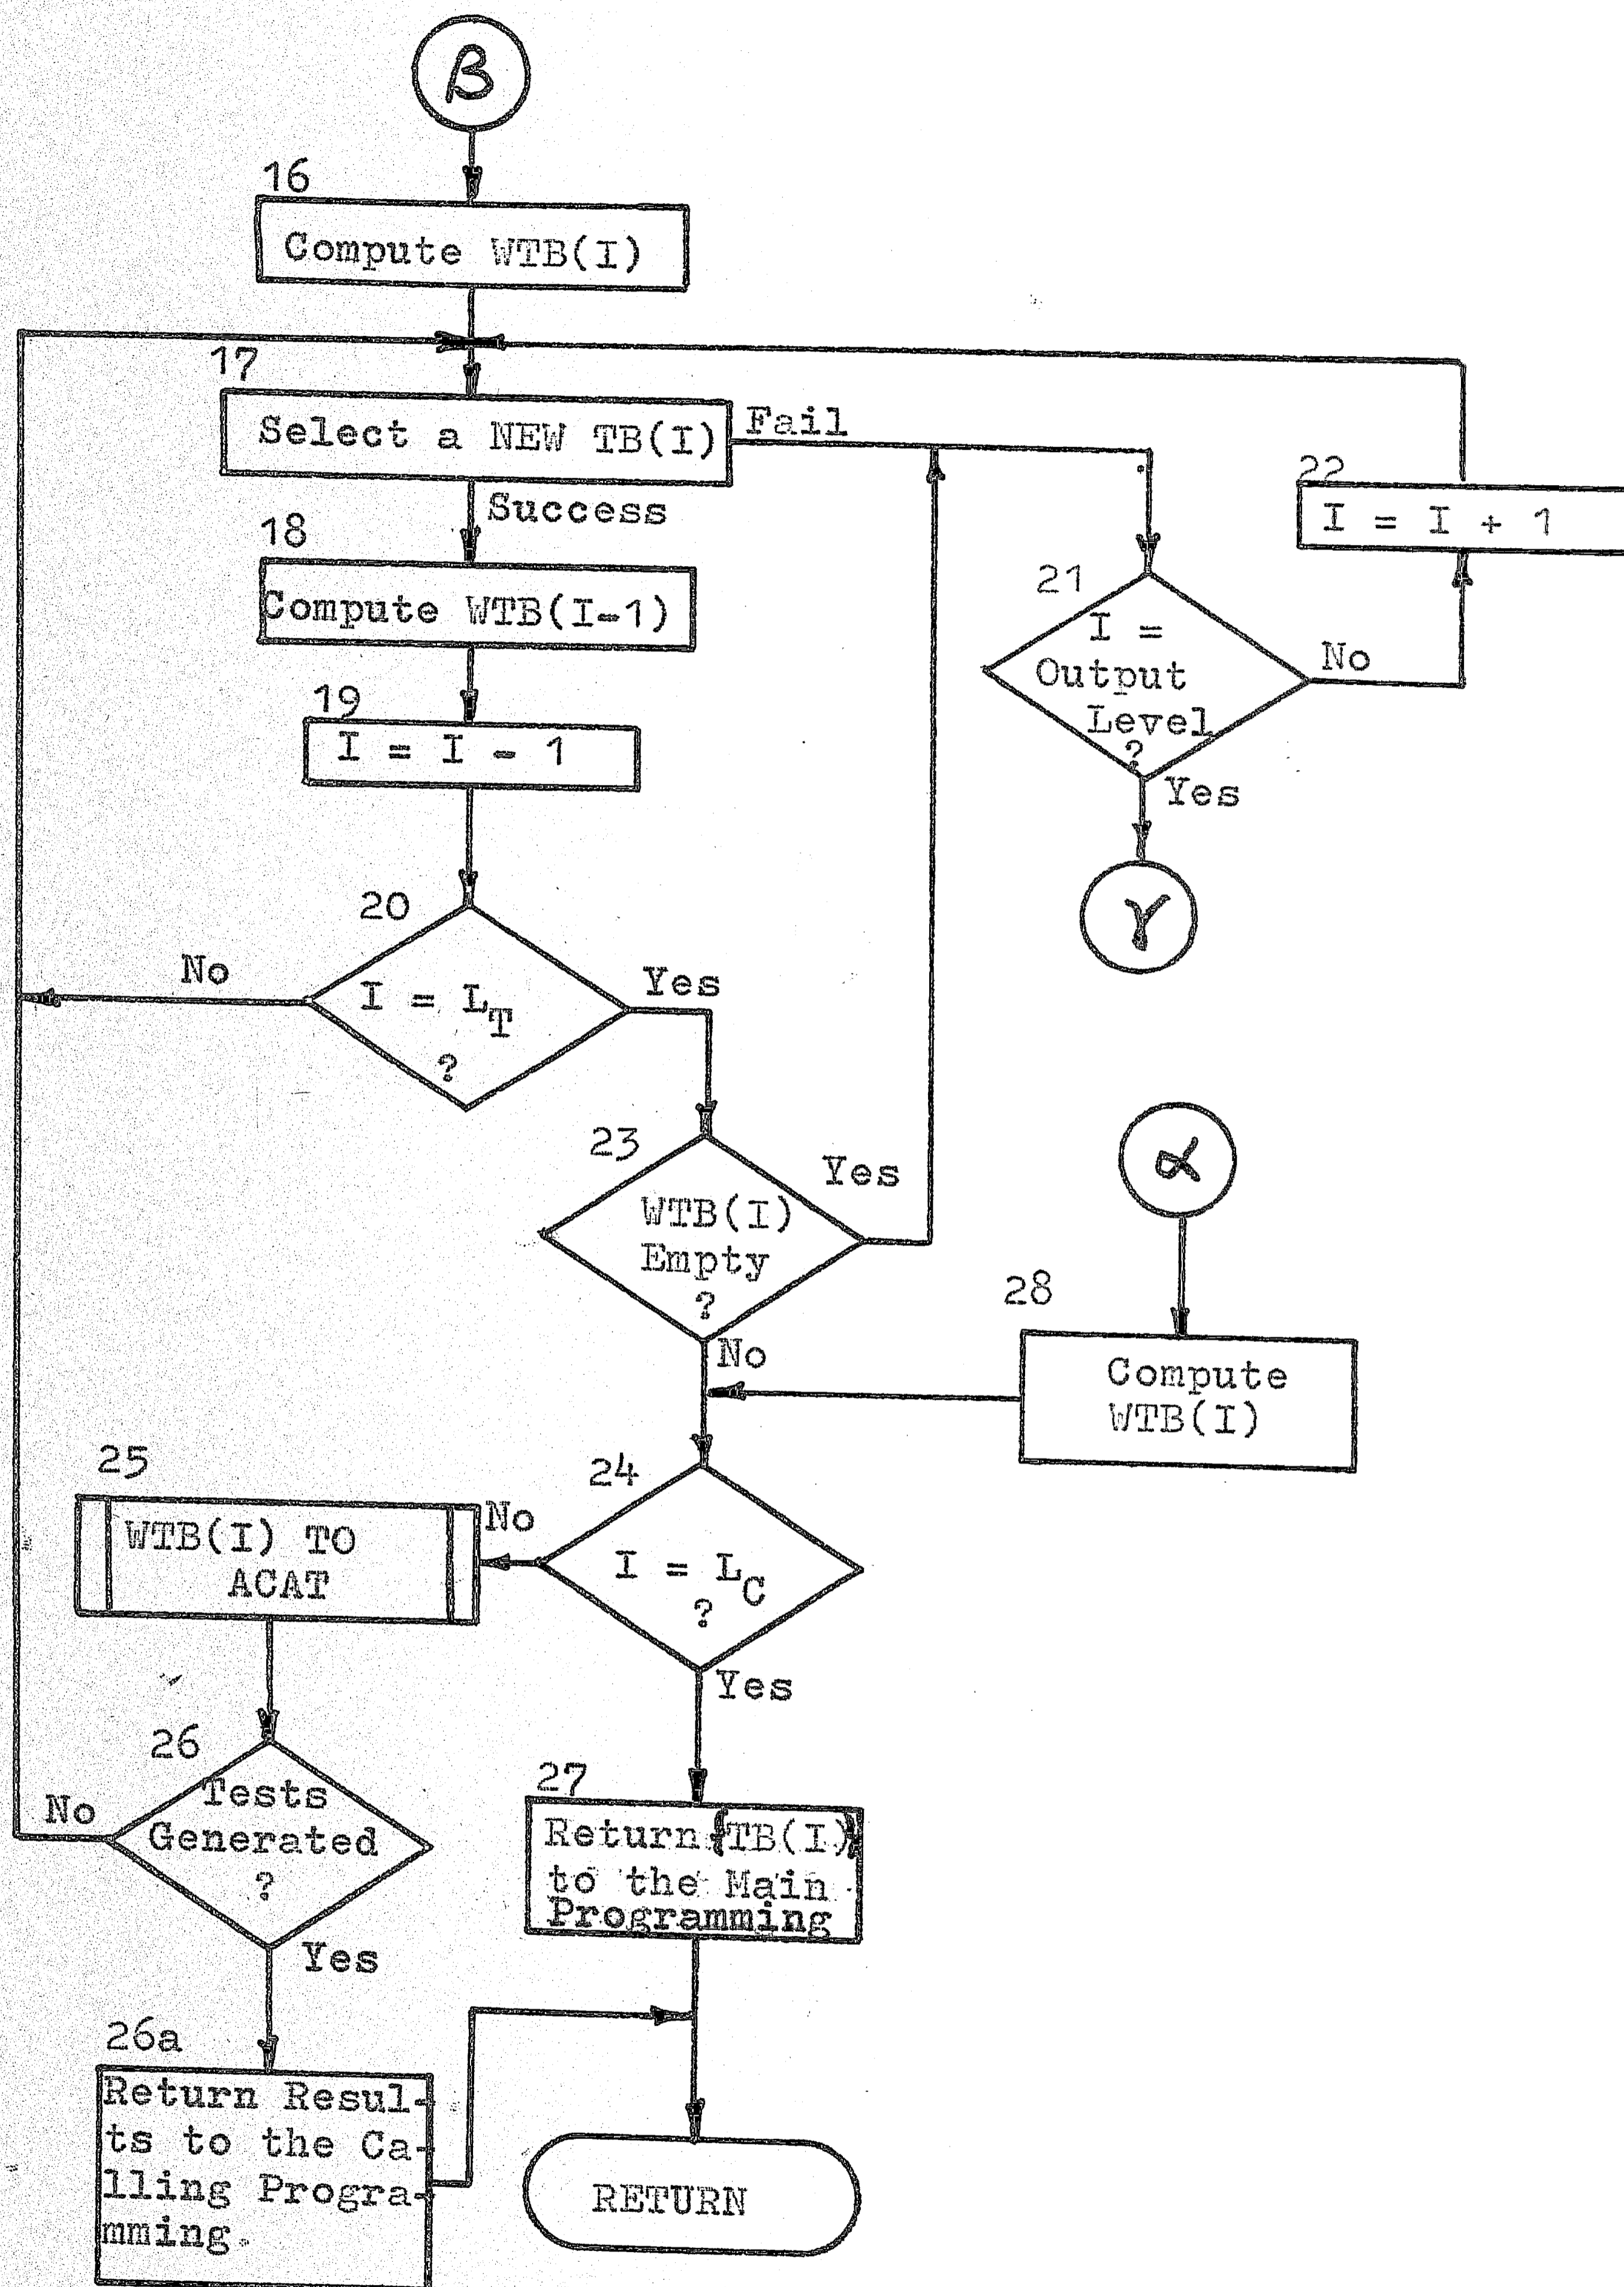 β
16
Compute WTB(I)
17
Select a NEW TB(I)
Fail
Success
22
I = I + 1
18
Compute WTB(I-1)
21
I =
Output
Level
?
No
Yes
19
I = I - 1
γ
20
I = L_T
?
No
Yes
23
WTB(I)
Empty
?
Yes
No
α
28
Compute
WTB(I)
24
I = L_C
?
No
Yes
25
WTB(I) TO
ACAT
26
Tests
Generated
?
No
Yes
27
Return {TB(I)}
to the Main
Programming
26a
Return Resul-
ts to the Ca-
lling Progra-
mming.
RETURN